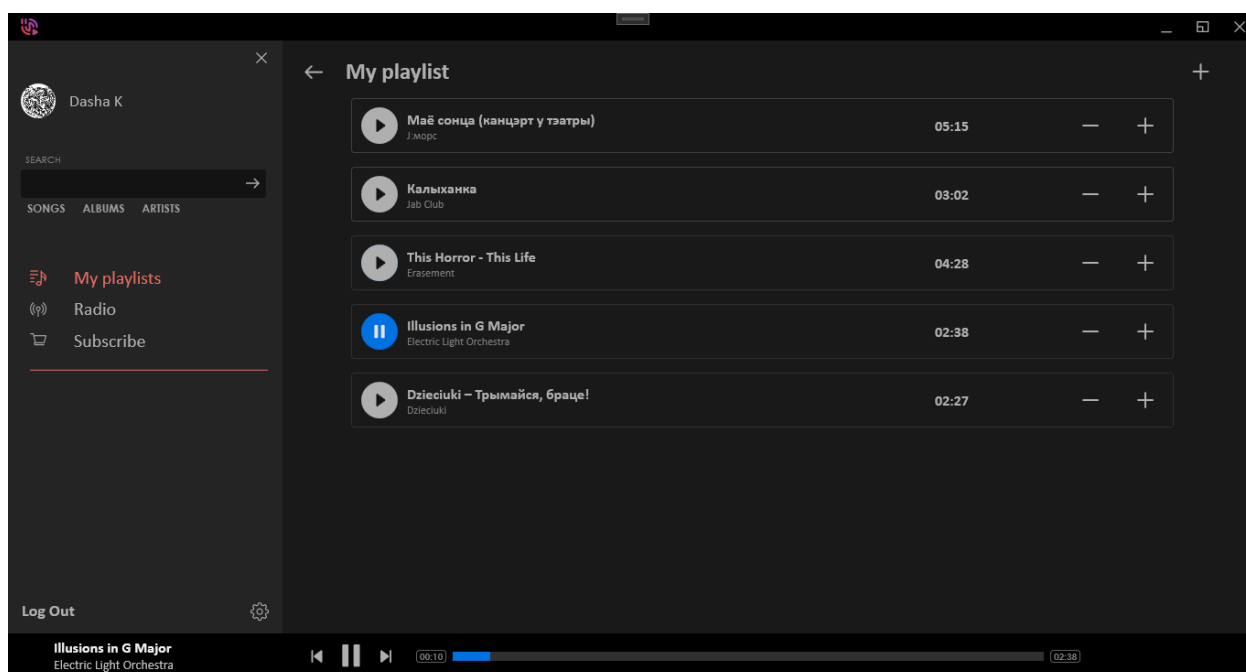 Dasha K
SEARCH
SONGS ALBUMS ARTISTS
My playlists
Radio
Subscribe
Log Out
My playlist
Маё сонца (канцэрт у тэатры)
J:морс
05:15
Калыханка
Jab Club
03:02
This Horror - This Life
Erasement
04:28
Illusions in G Major
Electric Light Orchestra
02:38
Dzieciuki – Трымайся, браце!
Dzieciuki
02:27
Illusions in G Major
Electric Light Orchestra
00:10
02:38